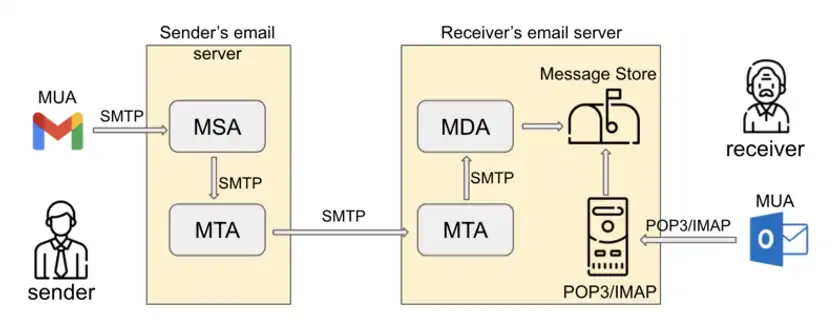 Sender's email
server
Receiver's email server
Message Store
MUA
SMTP
MSA
MDA
receiver
SMTP
SMTP
MUA
MTA
SMTP
MTA
POP3/IMAP
O
sender
POP3/IMAP